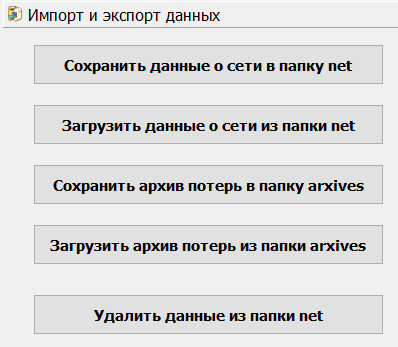 Импорт и экспорт данных
Сохранить данные о сети в папку net
Загрузить данные о сети из папки net
Сохранить архив потерь в папку arxives
Загрузить архив потерь из папки arxives
Удалить данные из папки net